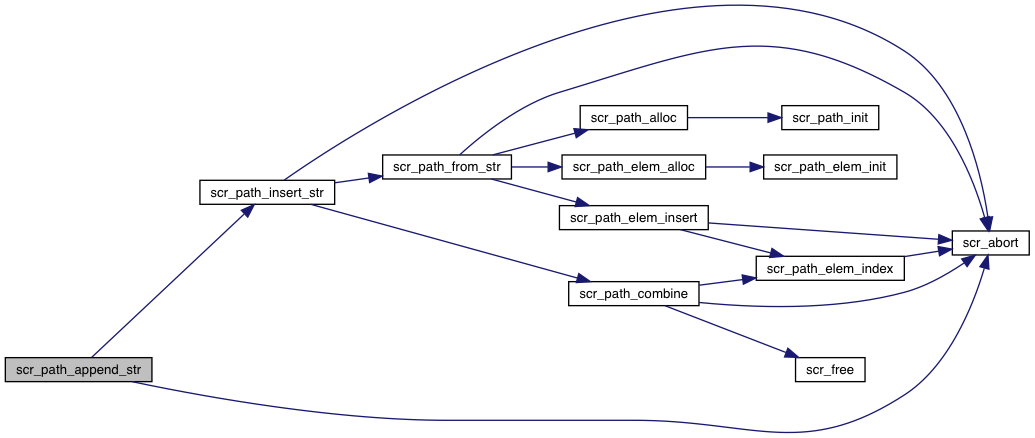 scr_path_alloc
scr_path_init
scr_path_from_str
scr_path_elem_alloc
scr_path_elem_init
scr_path_insert_str
scr_path_elem_insert
scr_abort
scr_path_elem_index
scr_path_combine
scr_path_append_str
scr_free